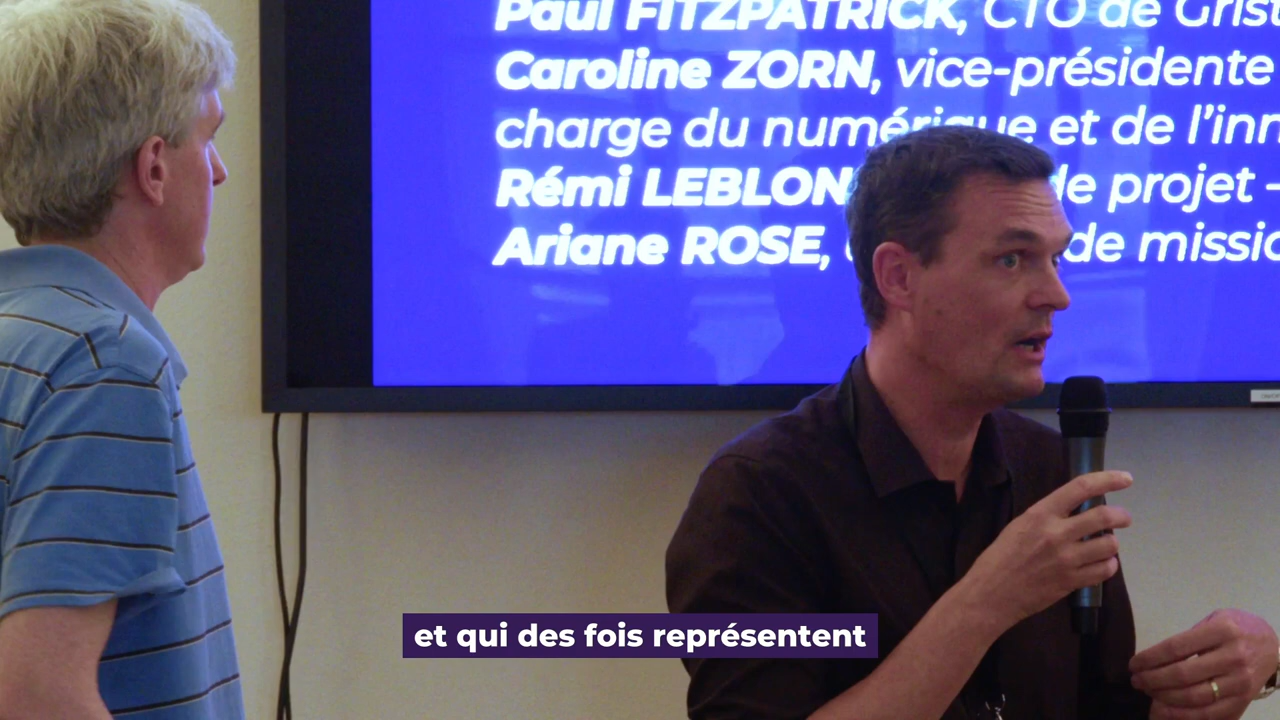 Paul FITZPATRICK, CTO de Grist
Caroline ZORN, vice-présidente
charge du numérique et de l'inn
Rémi LEBLON de projet -
Ariane ROSE, de missio
et qui des fois représentent